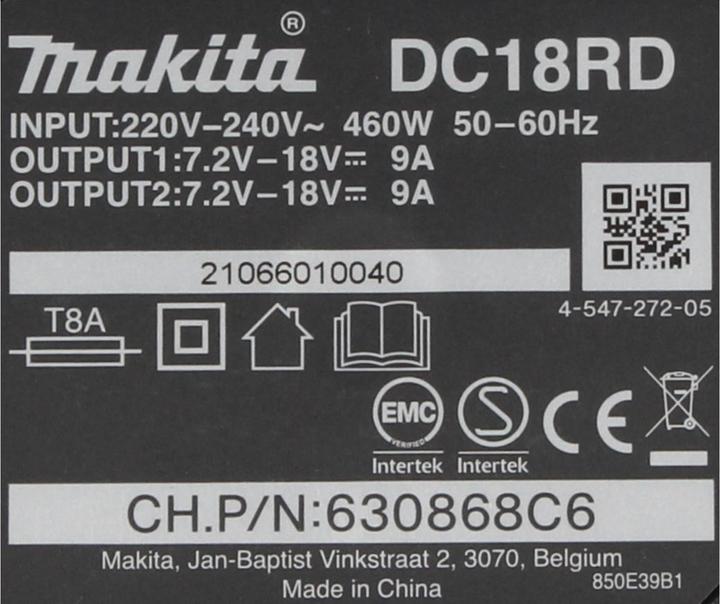 Makita® DC18RD
INPUT:220V–240V~ 460W 50–60Hz
OUTPUT1:7.2V–18V⎓ 9A
OUTPUT2:7.2V–18V⎓ 9A
21066010040
4-547-272-05
T8A
EMC
VERIFIED
S
Intertek Intertek
CE
CH.P/N:630868C6
Makita, Jan-Baptist Vinkstraat 2, 3070, Belgium
Made in China 850E39B1